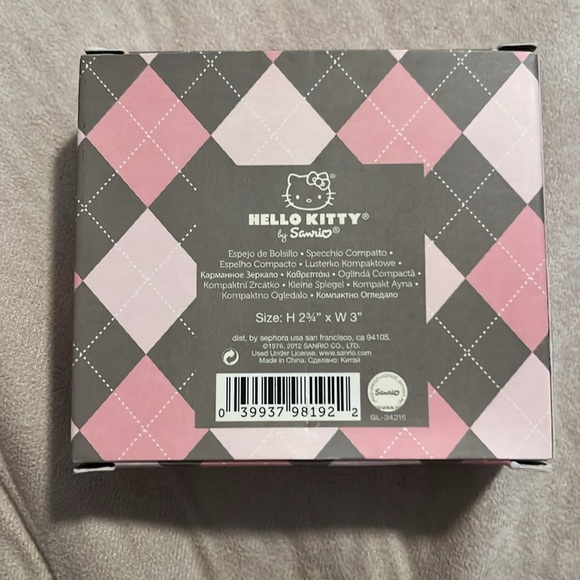 HELLO KITTY®
by Sanrio®
Espejo de Bolsillo • Specchio Compatto •
Espelho Compacto • Lusterko Kompaktowe •
Карманное Зеркало • Καθρεπτάκι • Oglindă Compactă •
Kompaktní Zrcátko • Kleine Spiegel • Kompakt Ayna •
Kompaktno Ogledalo • Компактно Огледало
Size: H 2¾" x W 3"
dist. by sephora usa san francisco, ca 94105.
©1976, 2012 SANRIO CO., LTD.
Used Under License. www.sanrio.com
Made in China. Сделано: Китай
0 39937 98192 2
Sanrio
SIL-34216